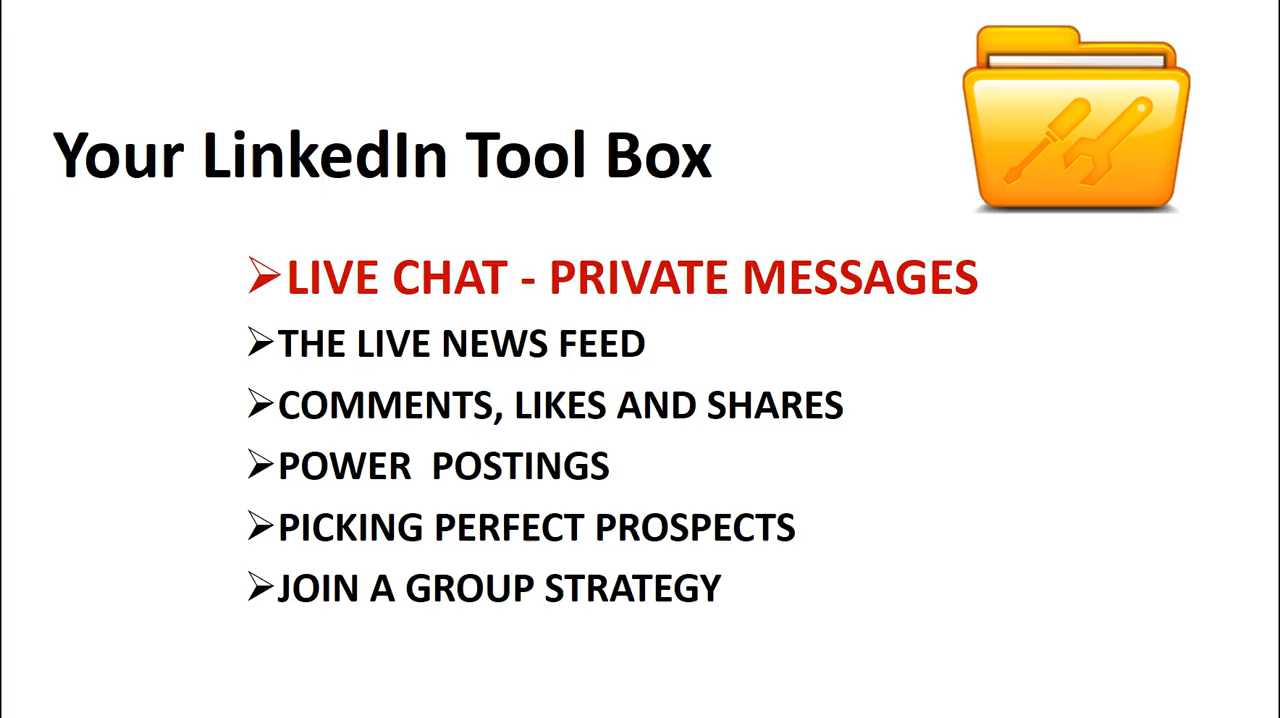 Your LinkedIn Tool Box
➢LIVE CHAT - PRIVATE MESSAGES
➢THE LIVE NEWS FEED
➢COMMENTS, LIKES AND SHARES
➢POWER  POSTINGS
➢PICKING PERFECT PROSPECTS
➢JOIN A GROUP STRATEGY